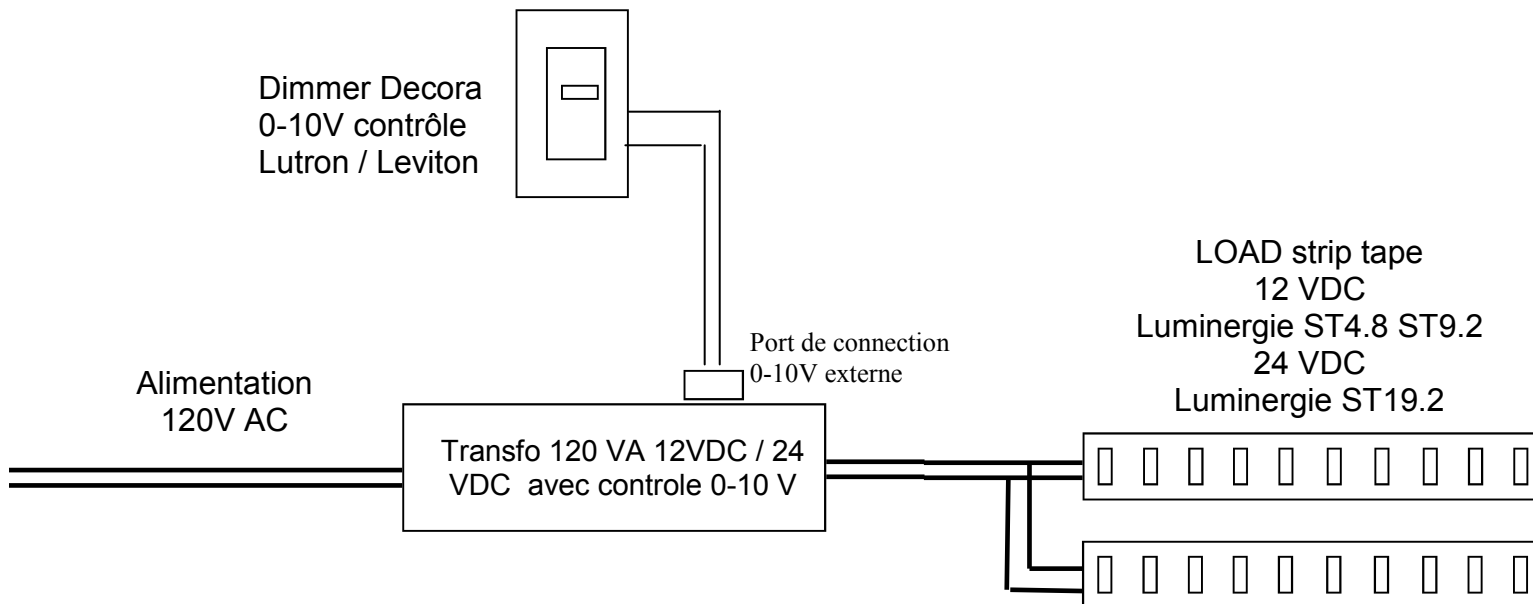 Dimmer Decora
0-10V contrôle
Lutron / Leviton
LOAD strip tape
12 VDC
Luminergie ST4.8 ST9.2
24 VDC
Luminergie ST19.2
Port de connection
0-10V externe
Alimentation
120V AC
Transfo 120 VA 12VDC / 24
VDC avec controle 0-10 V